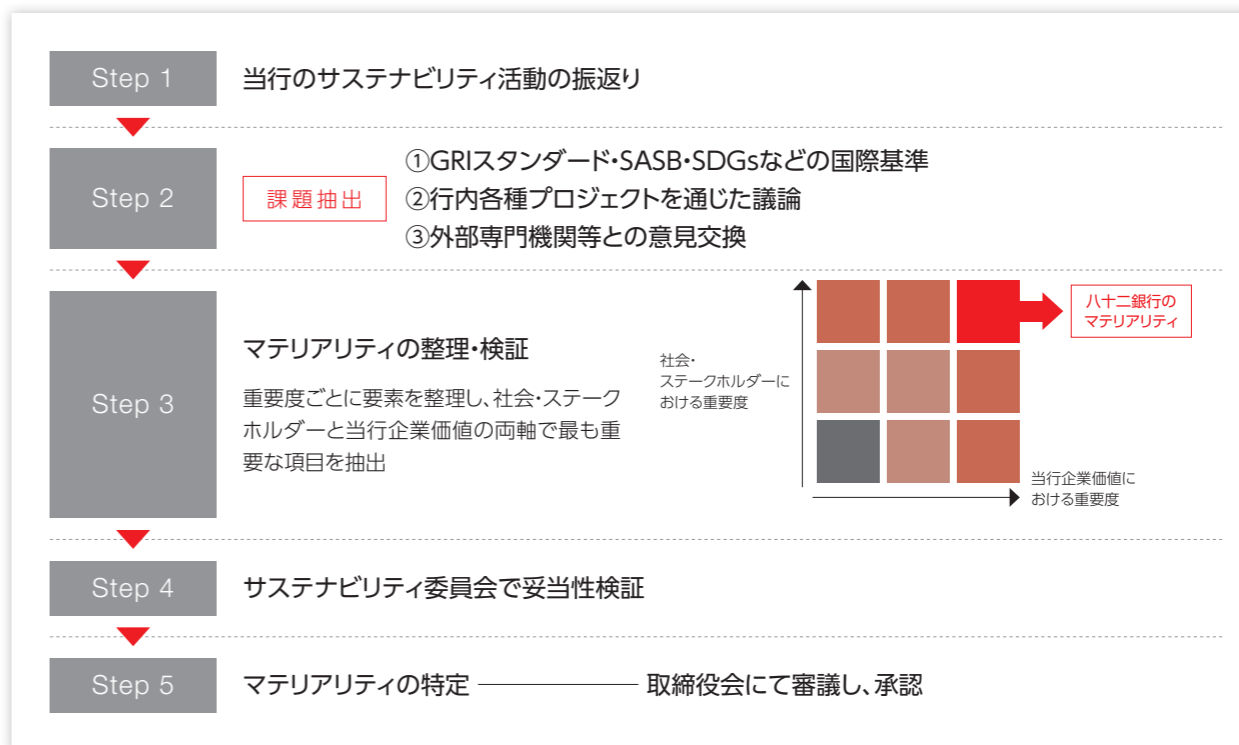 Step 1
当行のサステナビリティ活動の振返り
Step 2
課題抽出
①GRIスタンダード・SASB・SDGsなどの国際基準
②行内各種プロジェクトを通じた議論
③外部専門機関等との意見交換
Step 3
マテリアリティの整理・検証
重要度ごとに要素を整理し、社会・ステーク
ホルダーと当行企業価値の両軸で最も重
要な項目を抽出
社会・
ステークホルダーに
おける重要度
八十二銀行の
マテリアリティ
当行企業価値に
おける重要度
Step 4
サステナビリティ委員会で妥当性検証
Step 5
マテリアリティの特定
取締役会にて審議し、承認